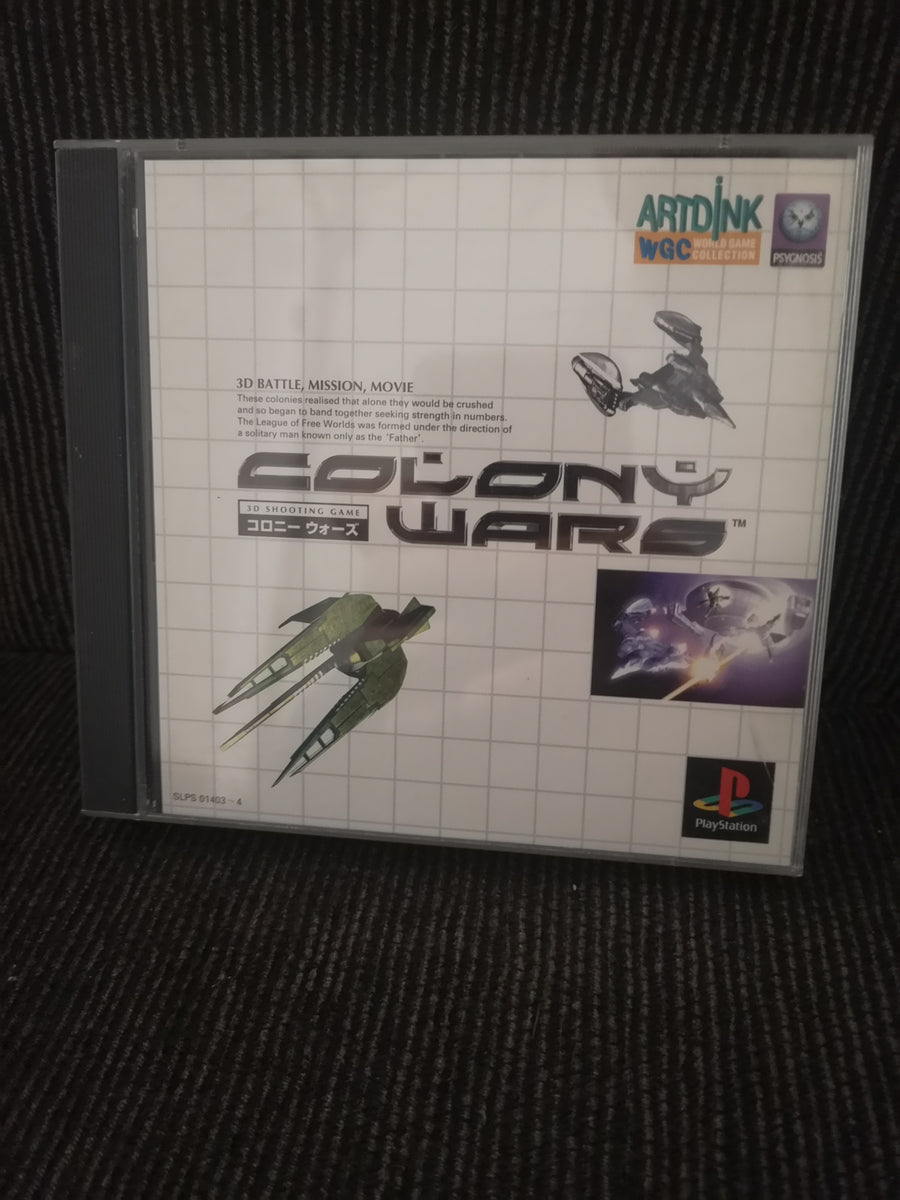 ARTDINK
WGC WORLD GAME COLLECTION
PSYGNOSIS
3D BATTLE, MISSION, MOVIE
These colonies realised that alone they would be crushed
and so began to band together seeking strength in numbers.
The League of Free Worlds was formed under the direction of
a solitary man known only as the 'Father'.
COLONY
WARS™
3D SHOOTING GAME
コロニー ウォーズ
SLPS 01403~4
PlayStation